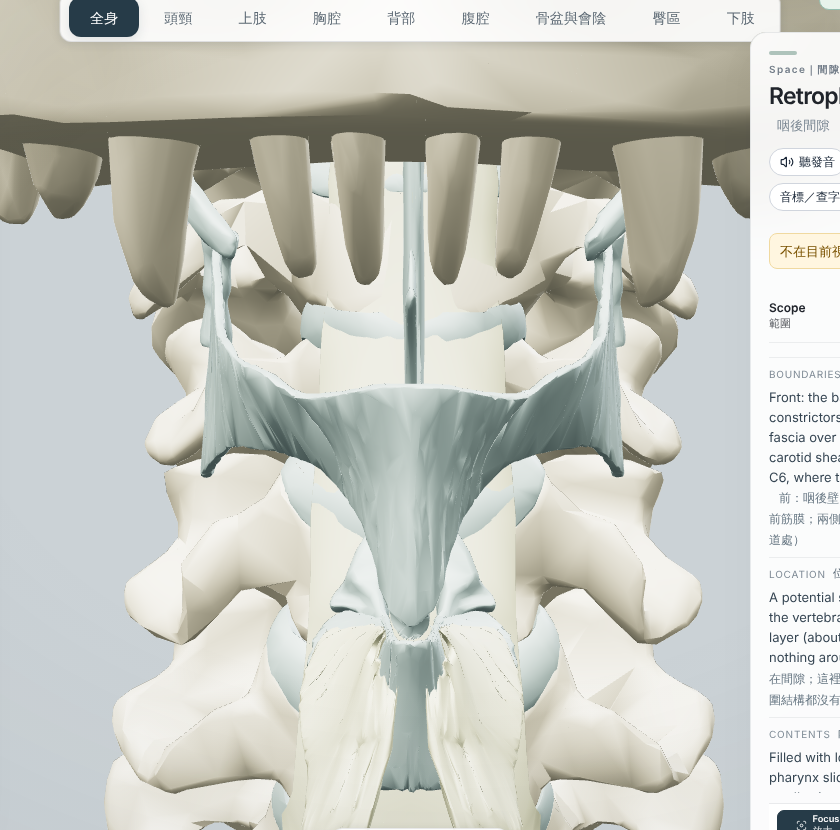 全身 頭頸 上肢 胸腔 背部 腹腔 骨盆與會陰 臀區 下肢
Space | 間隙
咽後間隙
聽發音
音標／查字
不在目前視
Scope
範圍
BOUNDARIES
Front: the b
constrictors
fascia over
carotid shea
C6, where t
前：咽後壁
前筋膜；兩側
道處）
LOCATION
A potential s
the vertebra
layer (about
nothing arou
在間隙；這裡
圍結構都沒有
CONTENTS
Filled with lo
pharynx slid
Focus